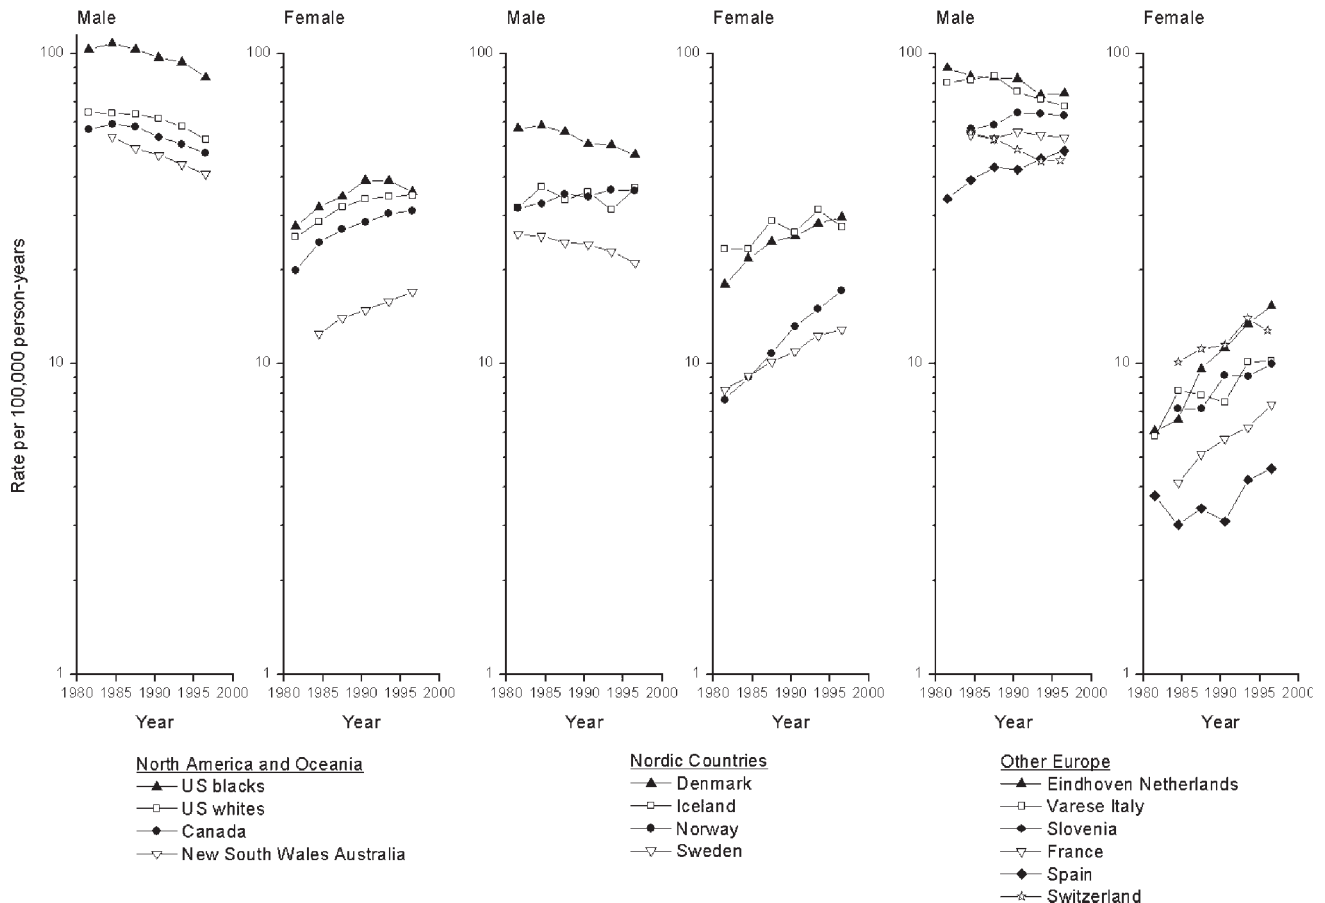 Male
Female
Male
Female
Male
Female
100
100
100
100
100
100
10
10
10
10
10
10
1
1
1
1
1
1
Rate per 100,000 person-years
1980 1985 1990 1995 2000
1980 1985 1990 1995 2000
1980 1985 1990 1995 2000
1980 1985 1990 1995 2000
1980 1985 1990 1995 2000
1980 1985 1990 1995 2000
Year
Year
Year
Year
Year
Year
North America and Oceania
US blacks
US whites
Canada
New South Wales Australia
Nordic Countries
Denmark
Iceland
Norway
Sweden
Other Europe
Eindhoven Netherlands
Varese Italy
Slovenia
France
Spain
Switzerland